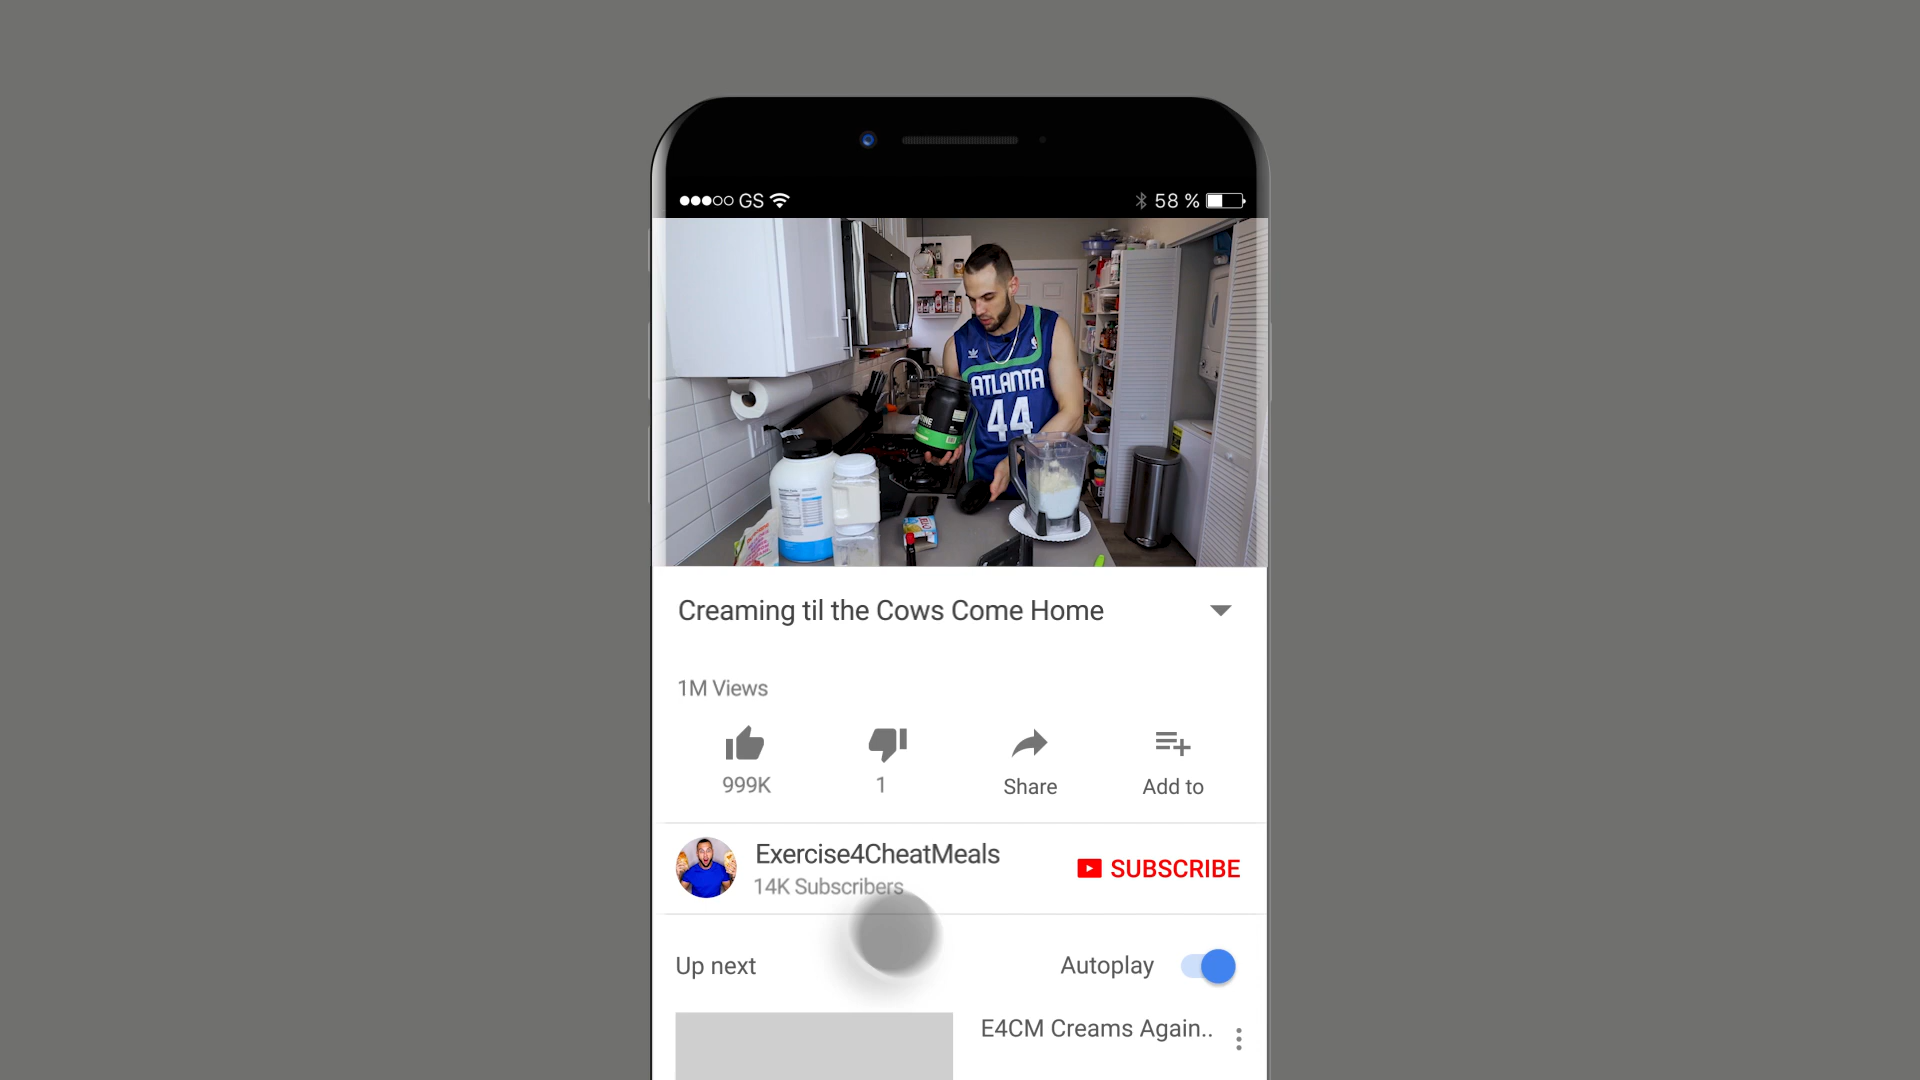 GS
58 %
ATLANTA
44
Creaming til the Cows Come Home
1M Views
999K
1
Share
Add to
Exercise4CheatMeals
14K Subscribers
SUBSCRIBE
Up next
Autoplay
E4CM Creams Again..